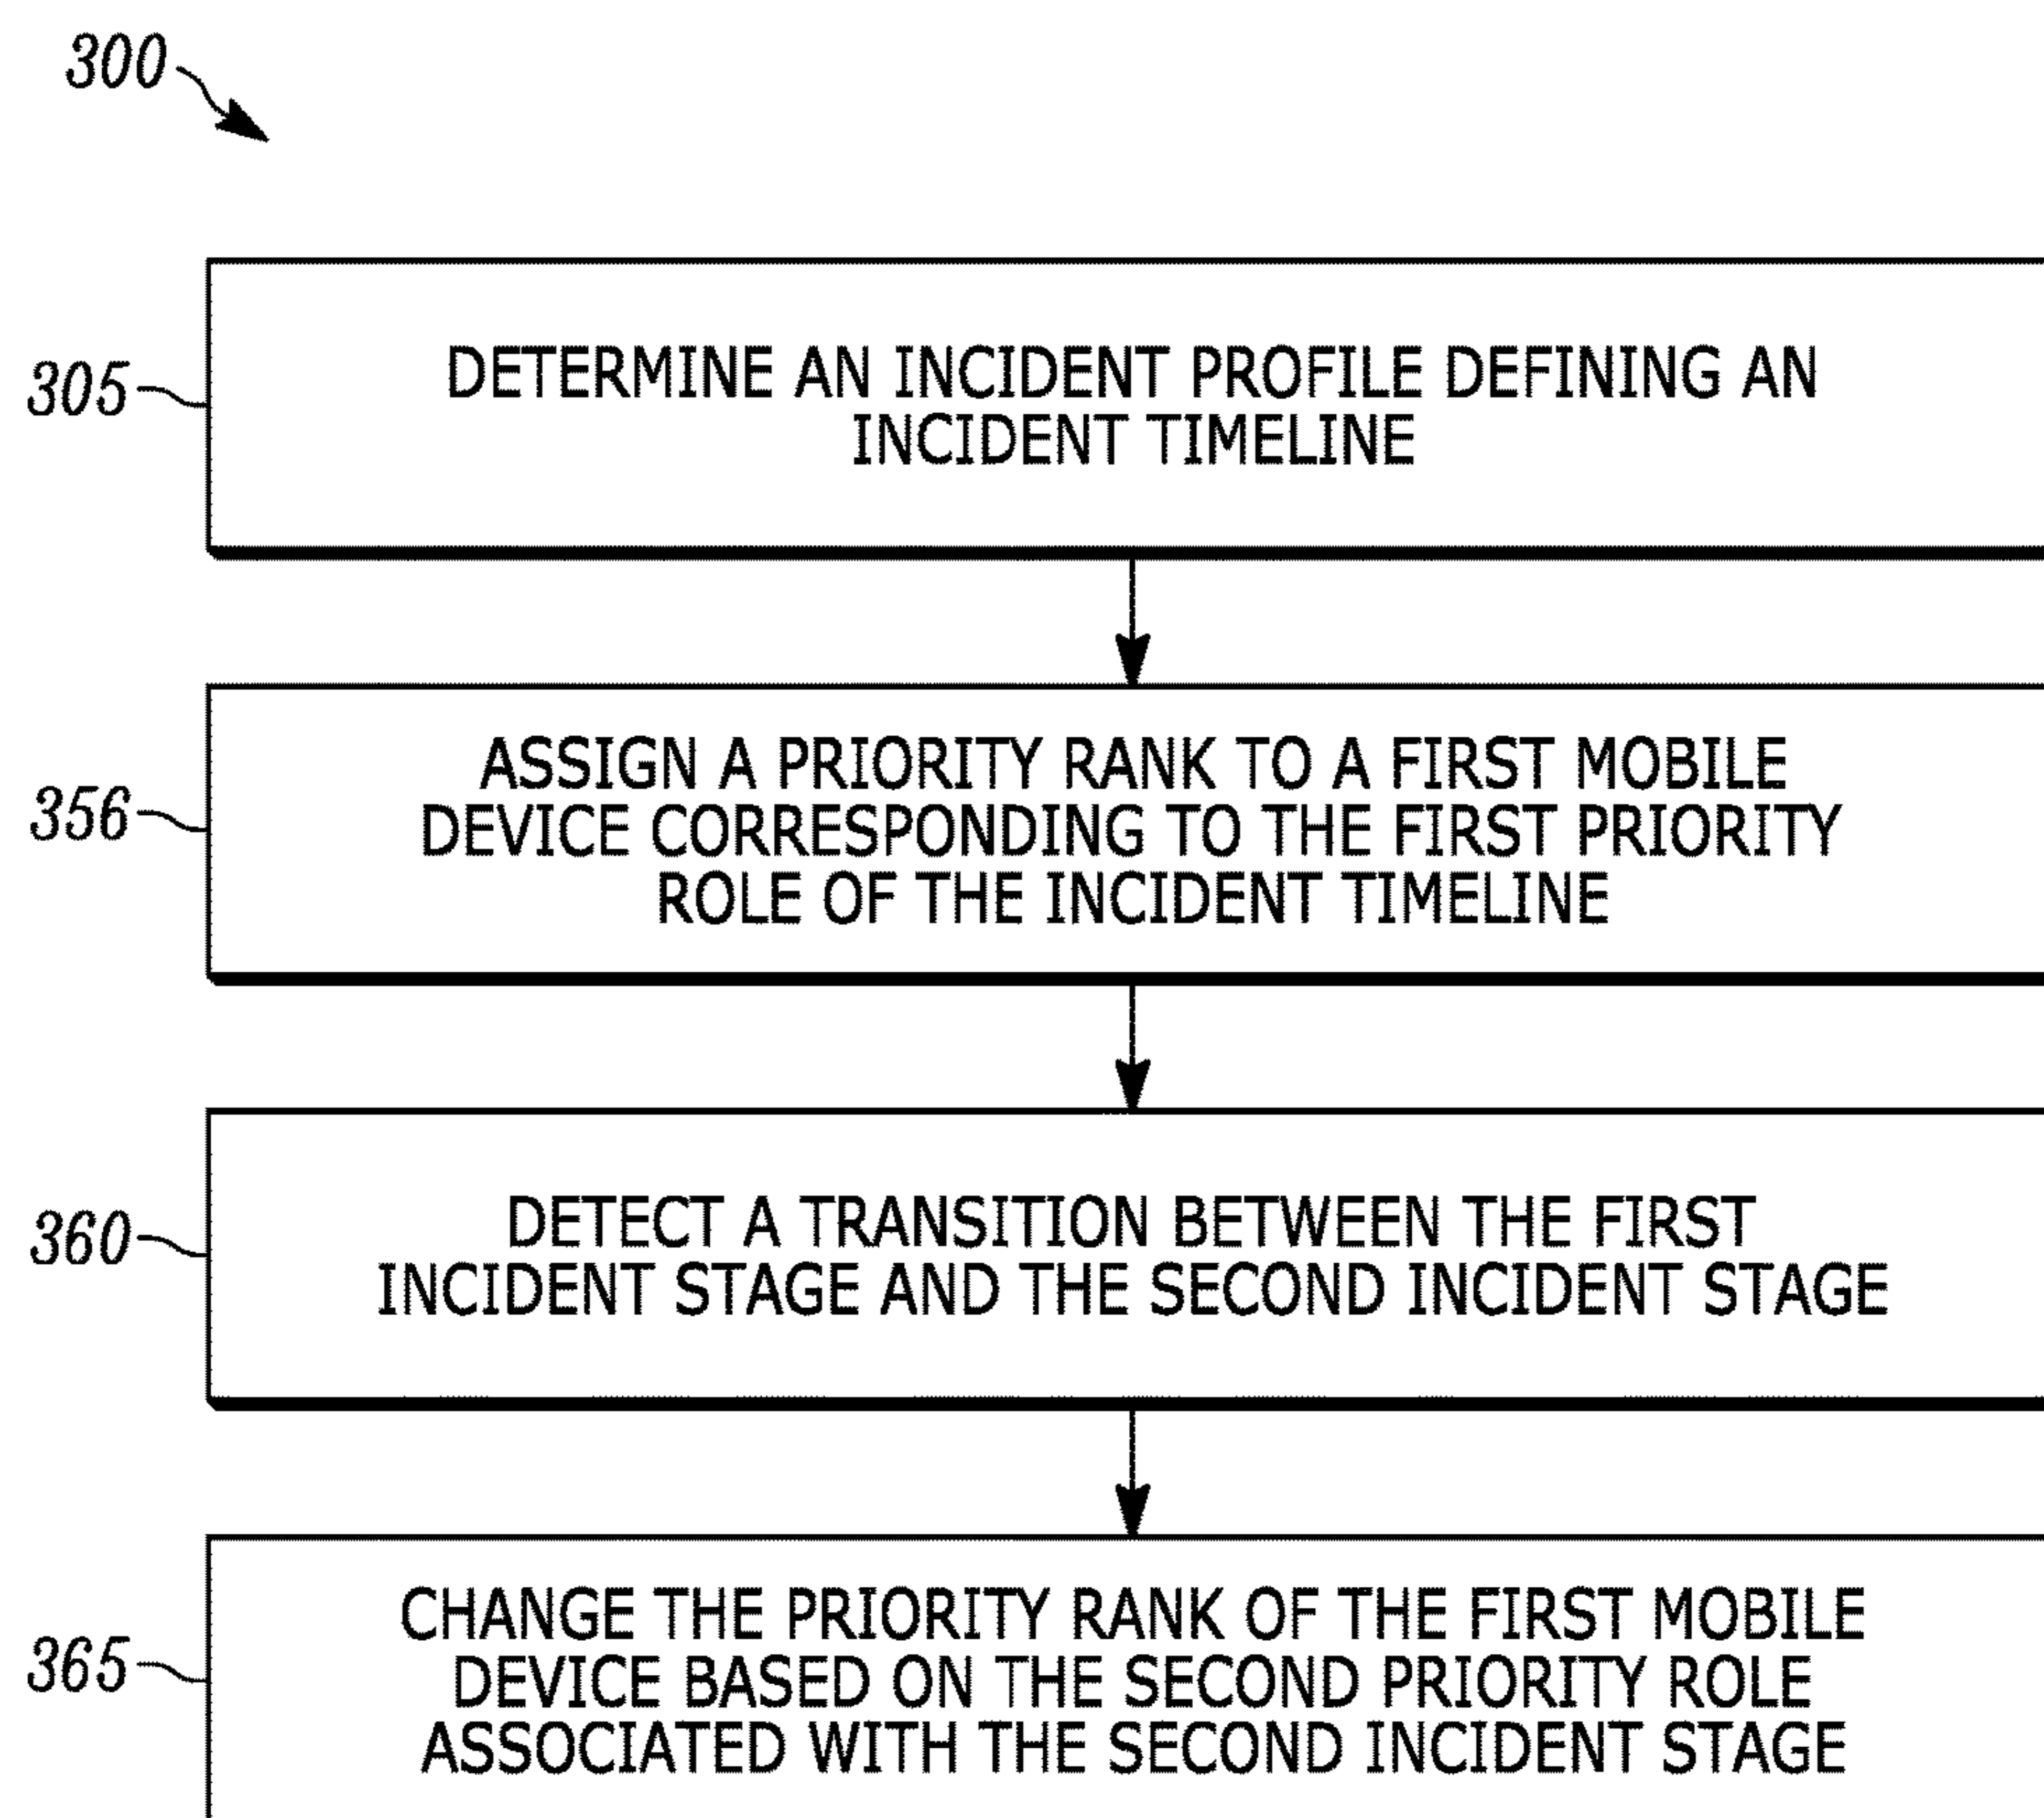 300
305
DETERMINE AN INCIDENT PROFILE DEFINING AN
INCIDENT TIMELINE
356
ASSIGN A PRIORITY RANK TO A FIRST MOBILE
DEVICE CORRESPONDING TO THE FIRST PRIORITY
ROLE OF THE INCIDENT TIMELINE
360
DETECT A TRANSITION BETWEEN THE FIRST
INCIDENT STAGE AND THE SECOND INCIDENT STAGE
365
CHANGE THE PRIORITY RANK OF THE FIRST MOBILE
DEVICE BASED ON THE SECOND PRIORITY ROLE
ASSOCIATED WITH THE SECOND INCIDENT STAGE